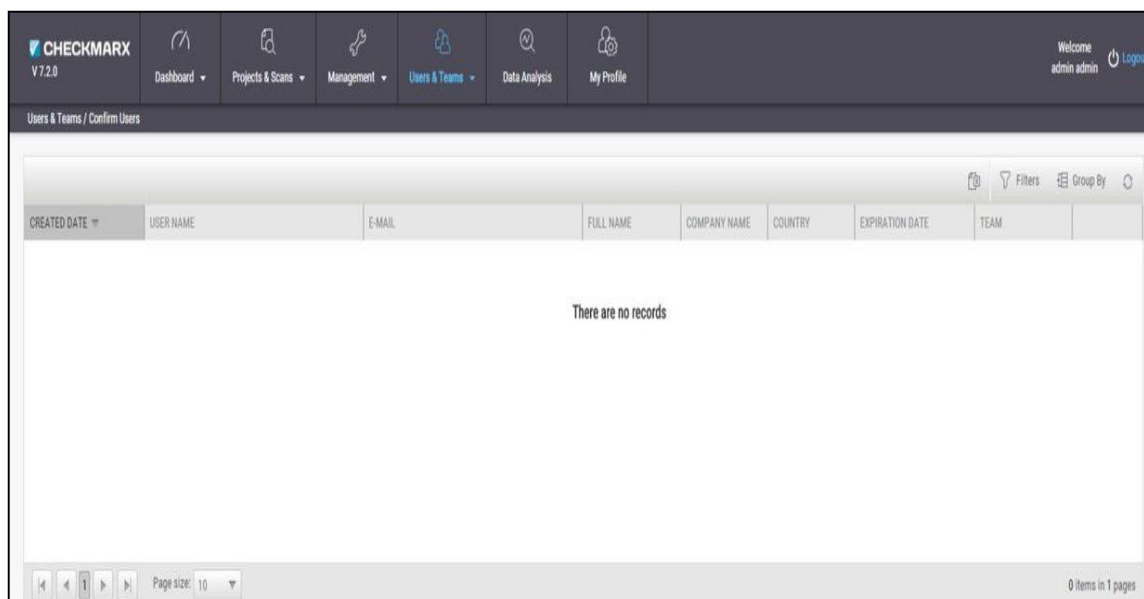 CHECKMARX
V 7.2.0
Dashboard
Projects & Scans
Management
Users & Teams
Data Analysis
My Profile
Welcome
admin admin
Logou
Users & Teams / Confirm Users
Filters
Group By
CREATED DATE
USER NAME
E-MAIL
FULL NAME
COMPANY NAME
COUNTRY
EXPIRATION DATE
TEAM
There are no records
1
Page size: 10
0 items in 1 pages